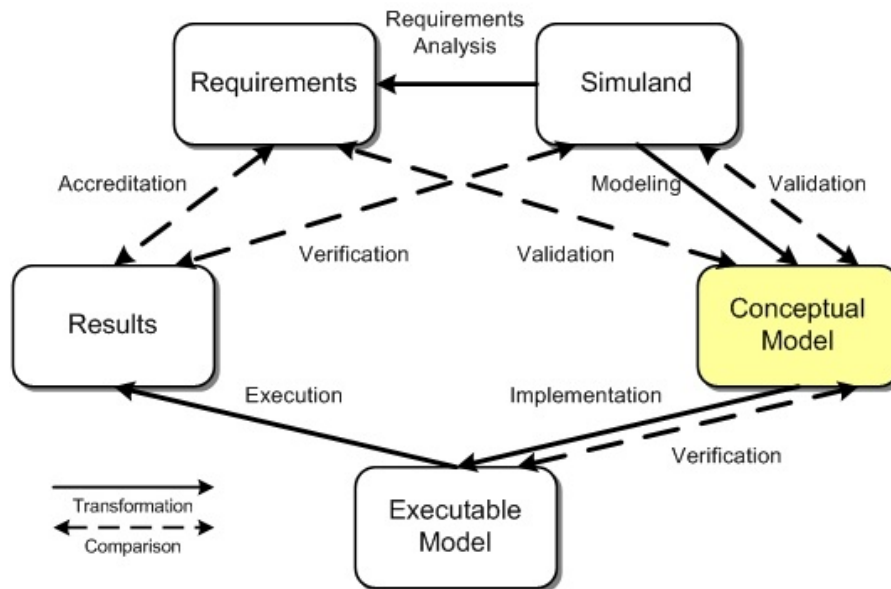 Requirements
Analysis
Requirements
Simuland
Accreditation
Modeling
Validation
Verification
Validation
Results
Conceptual
Model
Execution
Implementation
Verification
Transformation
Comparison
Executable
Model